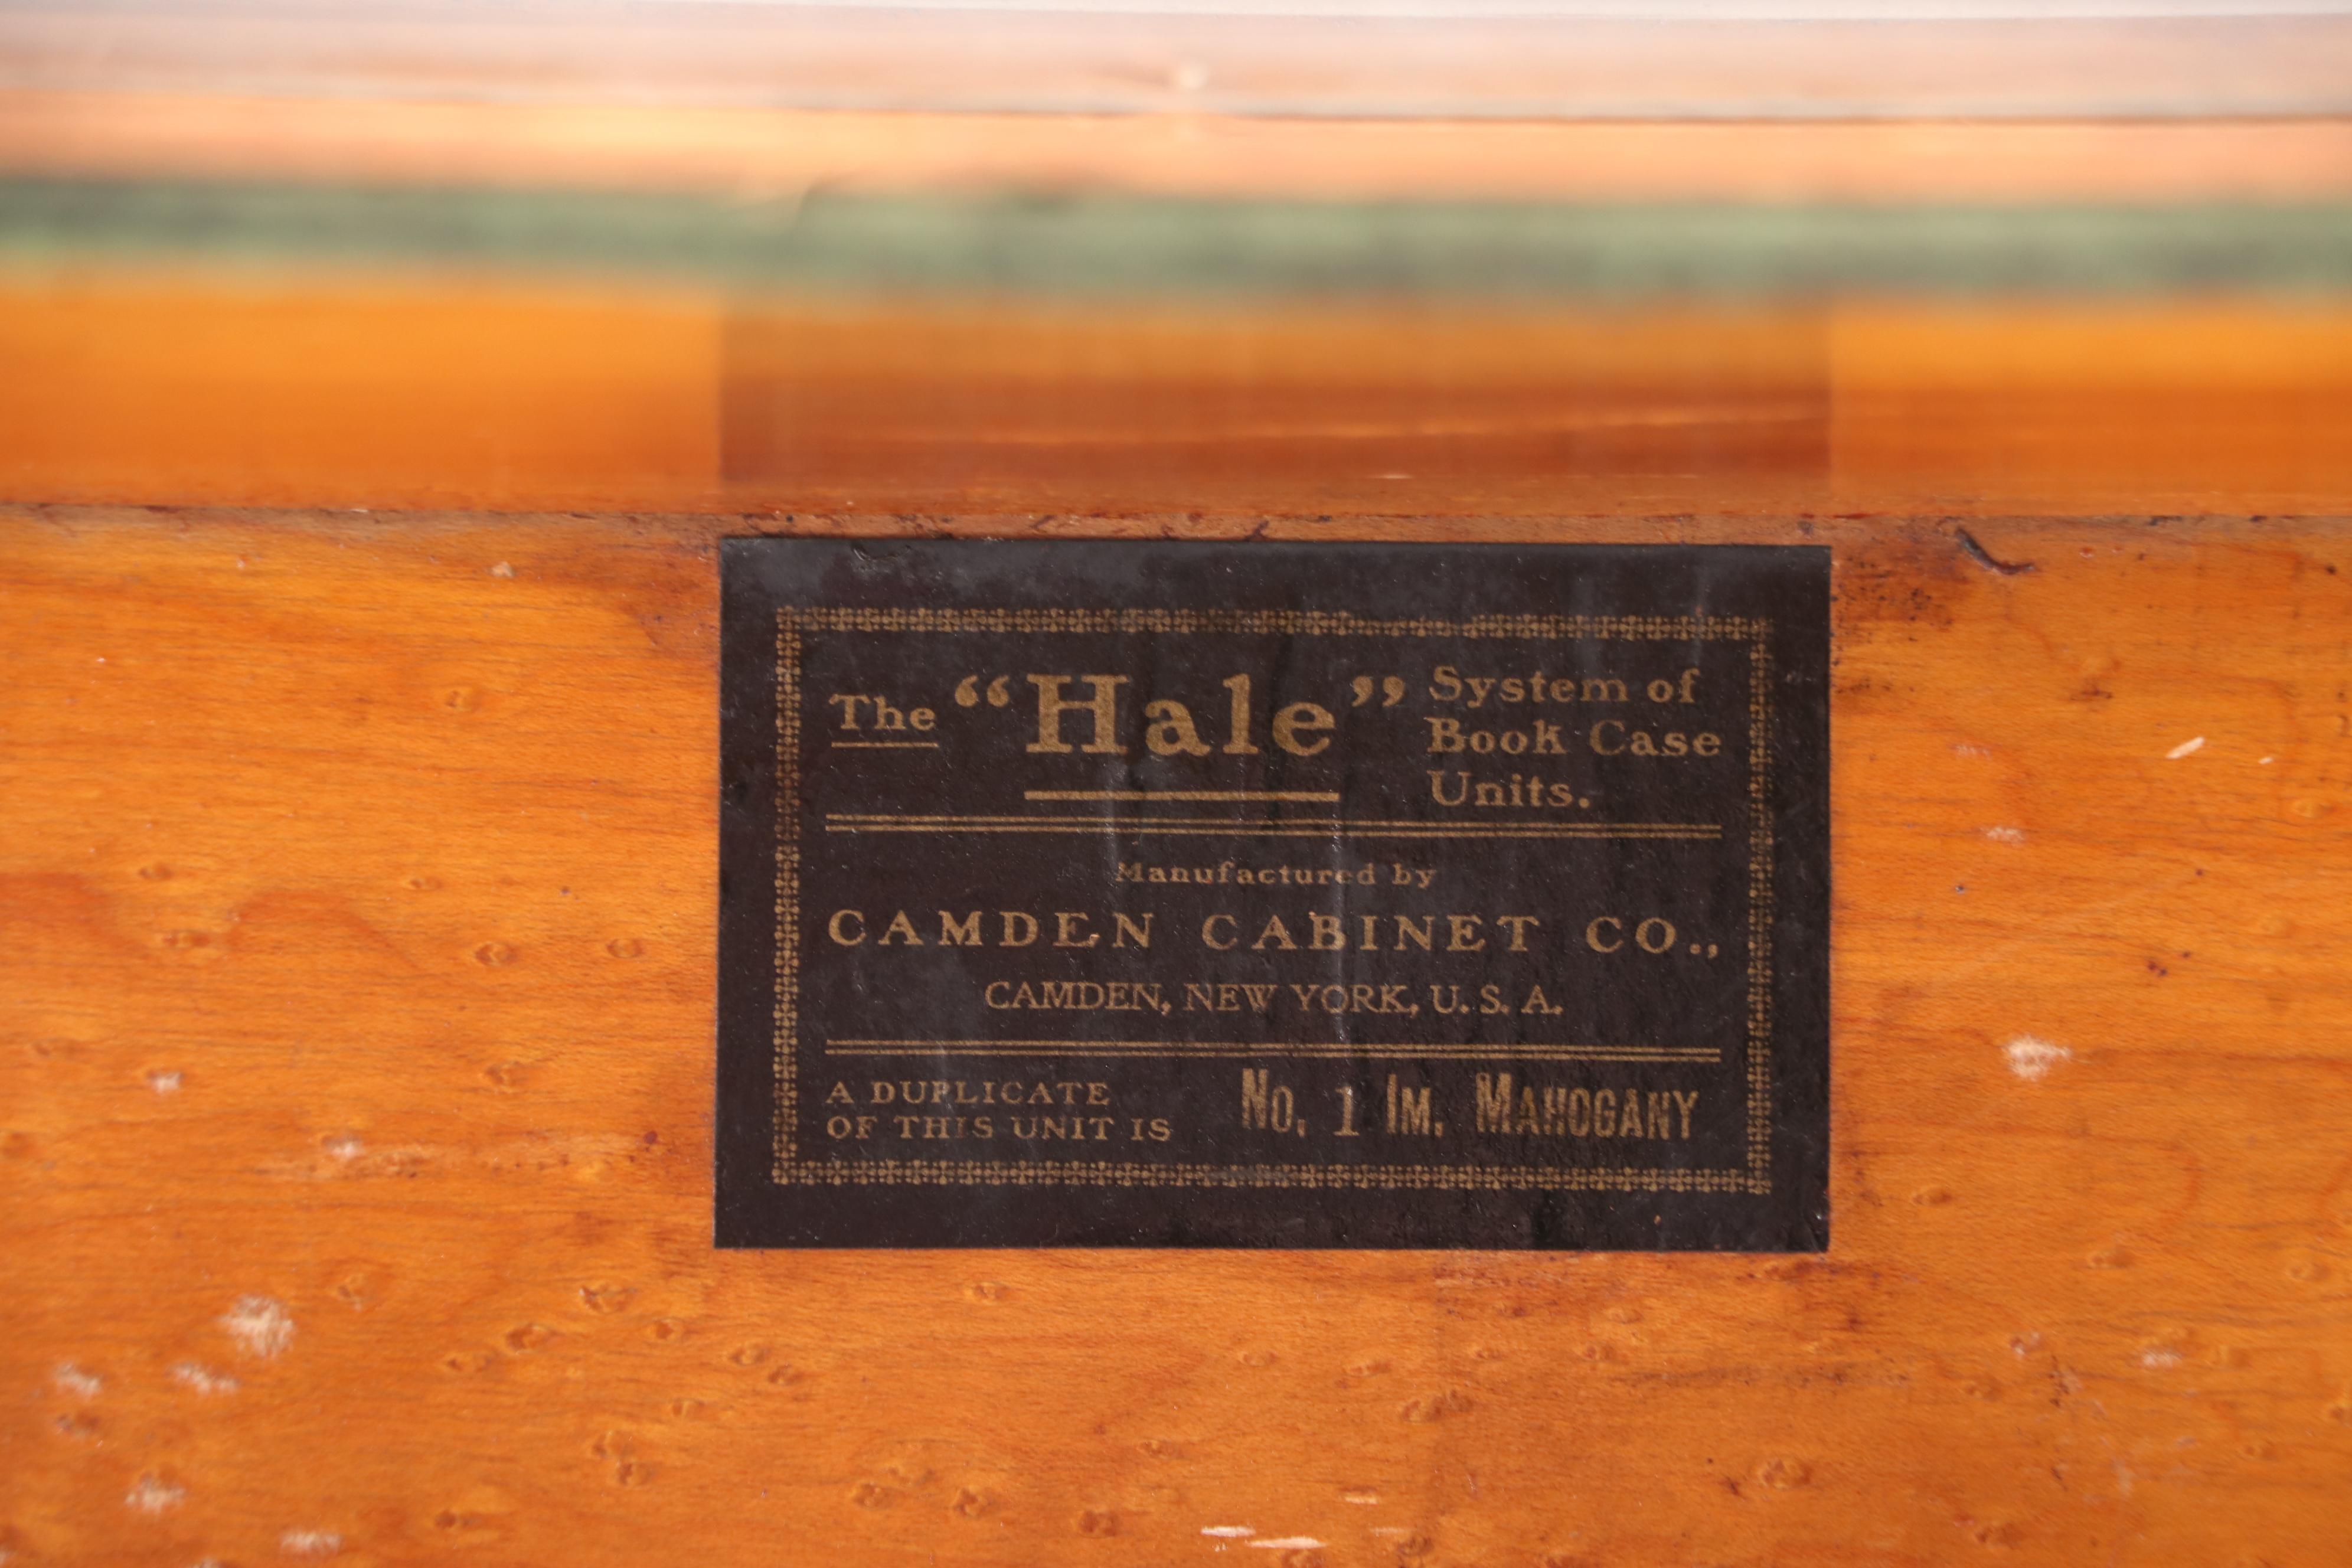 The “Hale” System of
Book Case
Units.
Manufactured by
CAMDEN CABINET CO.,
CAMDEN, NEW YORK, U. S. A.
A DUPLICATE
OF THIS UNIT IS
No. 1 IM. MAHOGANY